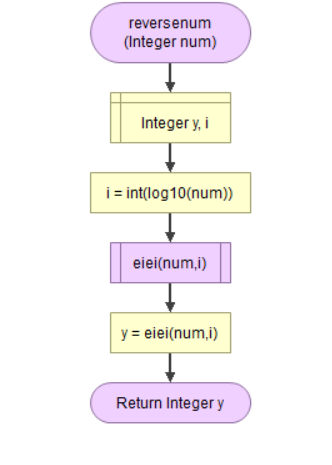 reversenum
(Integer num)
Integer y, i
i = int(log10(num))
eiei(num,i)
y = eiei(num,i)
Return Integer y